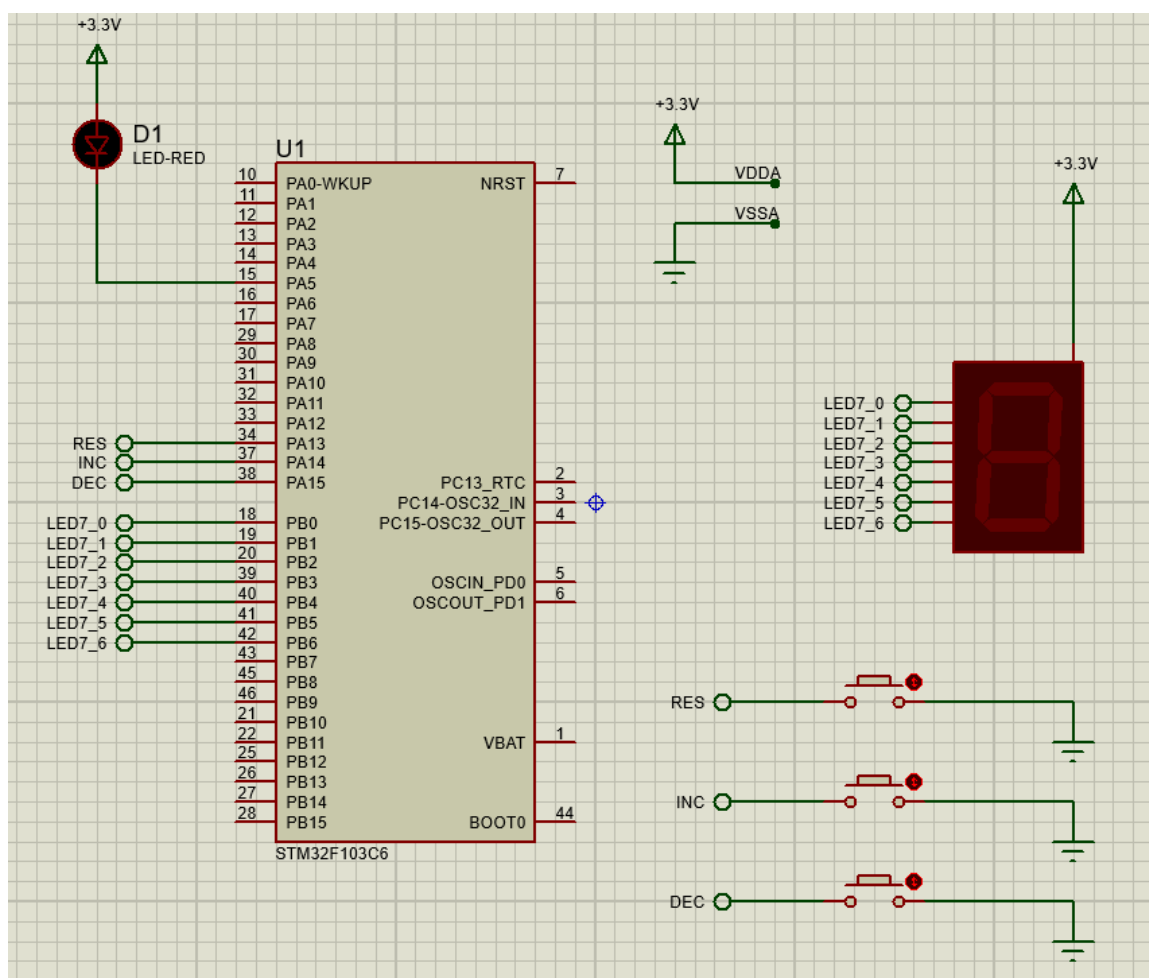 +3.3V
D1
LED-RED
U1
10 PA0-WKUP
11 PA1
12 PA2
13 PA3
14 PA4
15 PA5
16 PA6
17 PA7
29 PA8
30 PA9
31 PA10
32 PA11
33 PA12
RES 34 PA13
INC 37 PA14
DEC 38 PA15
LED7_0 18 PB0
LED7_1 19 PB1
LED7_2 20 PB2
LED7_3 39 PB3
LED7_4 40 PB4
LED7_5 41 PB5
LED7_6 42 PB6
43 PB7
45 PB8
46 PB9
21 PB10
22 PB11
25 PB12
26 PB13
27 PB14
28 PB15
NRST 7
PC13_RTC 2
PC14-OSC32_IN 3
PC15-OSC32_OUT 4
OSCIN_PD0 5
OSCOUT_PD1 6
VBAT 1
BOOT0 44
STM32F103C6
+3.3V
VDDA
VSSA
+3.3V
LED7_0
LED7_1
LED7_2
LED7_3
LED7_4
LED7_5
LED7_6
RES
INC
DEC